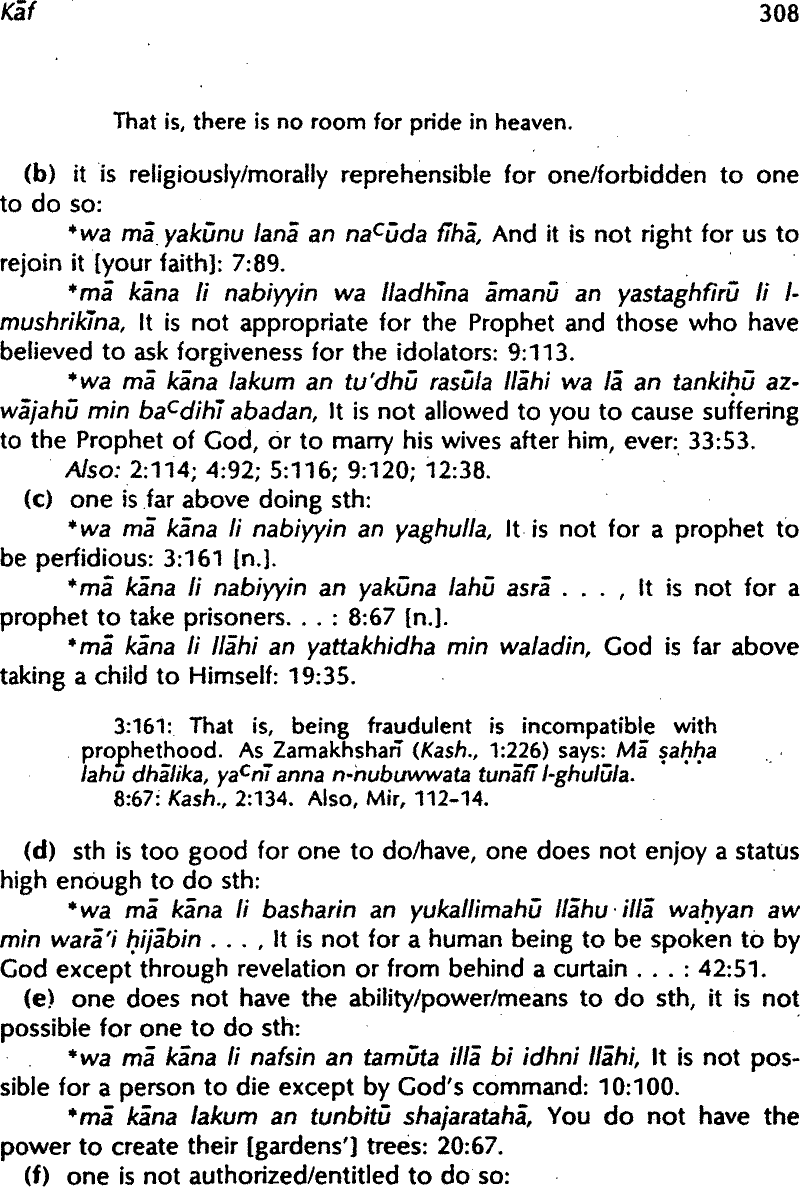 Kāf 308
That is, there is no room for pride in heaven.
(b) it is religiously/morally reprehensible for one/forbidden to one
to do so:
*wa mā yakūnu lanā an naᶜūda fīhā, And it is not right for us to
rejoin it [your faith]: 7:89.
*mā kāna li nabiyyin wa lladhīna āmanū an yastaghfirū li l-
mushrikīna, It is not appropriate for the Prophet and those who have
believed to ask forgiveness for the idolators: 9:113.
*wa mā kāna lakum an tu'dhū rasūla llāhi wa lā an tankiḥū az-
wājahū min baᶜdihī abadan, It is not allowed to you to cause suffering
to the Prophet of God, or to marry his wives after him, ever: 33:53.
Also: 2:114; 4:92; 5:116; 9:120; 12:38.
(c) one is far above doing sth:
*wa mā kāna li nabiyyin an yaghulla, It is not for a prophet to
be perfidious: 3:161 [n.].
*mā kāna li nabiyyin an yakūna lahū asrā . . . , It is not for a
prophet to take prisoners. . . : 8:67 [n.].
*mā kāna li llāhi an yattakhidha min waladin, God is far above
taking a child to Himself: 19:35.
3:161: That is, being fraudulent is incompatible with
prophethood. As Zamakhsharī (Kash., 1:226) says: Mā ṣaḥḥa
lahū dhālika, yaᶜnī anna n-nubuwwata tunāfī l-ghulūla.
8:67: Kash., 2:134. Also, Mir, 112-14.
(d) sth is too good for one to do/have, one does not enjoy a status
high enough to do sth:
*wa mā kāna li basharin an yukallimahū llāhu illā waḥyan aw
min warā'i ḥijābin . . . , It is not for a human being to be spoken to by
God except through revelation or from behind a curtain . . . : 42:51.
(e) one does not have the ability/power/means to do sth, it is not
possible for one to do sth:
*wa mā kāna li nafsin an tamūta illā bi idhni llāhi, It is not pos-
sible for a person to die except by God's command: 10:100.
*mā kāna lakum an tunbitū shajaratahā, You do not have the
power to create their [gardens'] trees: 20:67.
(f) one is not authorized/entitled to do so: